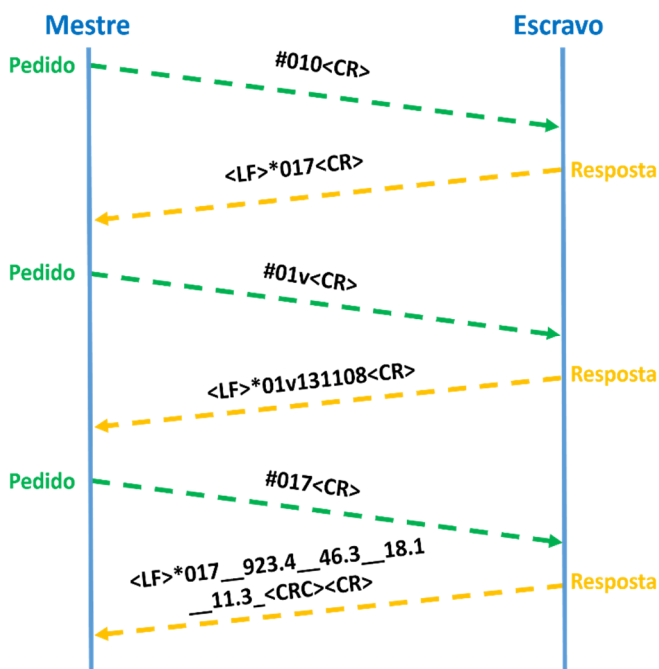 Mestre
Escravo
Pedido
#010<CR>
<LF>*017<CR>
Resposta
Pedido
#01v<CR>
<LF>*01v131108<CR>
Resposta
Pedido
#017<CR>
<LF>*017__923.4__46.3__18.1
__11.3_<CRC><CR>
Resposta